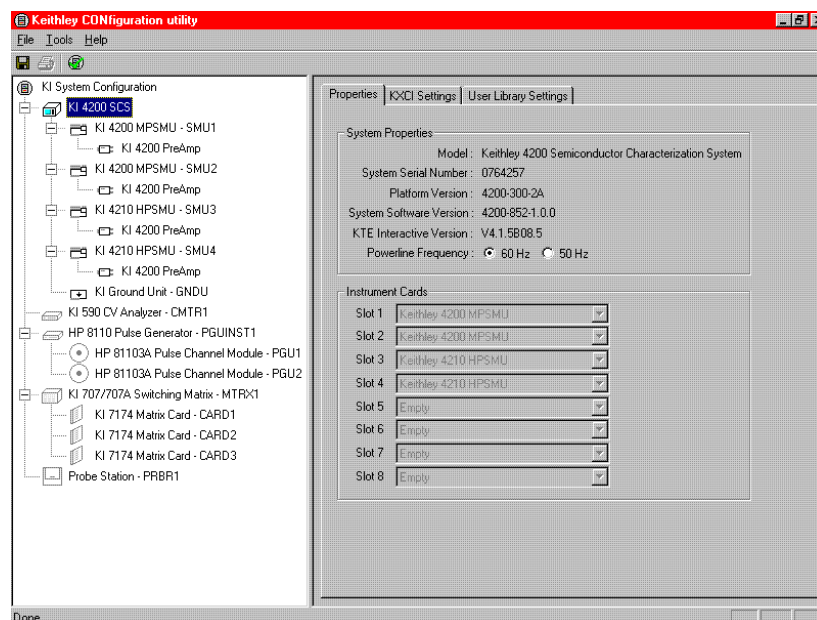 Keithley CONfiguration utility
File Tools Help
KI System Configuration
KI 4200 SCS
KI 4200 MPSMU - SMU1
KI 4200 PreAmp
KI 4200 MPSMU - SMU2
KI 4200 PreAmp
KI 4210 HPSMU - SMU3
KI 4200 PreAmp
KI 4210 HPSMU - SMU4
KI 4200 PreAmp
KI Ground Unit - GNDU
KI 590 CV Analyzer - CMTR1
HP 8110 Pulse Generator - PGUINST1
HP 81103A Pulse Channel Module - PGU1
HP 81103A Pulse Channel Module - PGU2
KI 707/707A Switching Matrix - MTRX1
KI 7174 Matrix Card - CARD1
KI 7174 Matrix Card - CARD2
KI 7174 Matrix Card - CARD3
Probe Station - PRBR1
Properties KXCI Settings User Library Settings
System Properties
Model : Keithley 4200 Semiconductor Characterization System
System Serial Number : 0764257
Platform Version : 4200-300-2A
System Software Version : 4200-852-1.0.0
KTE Interactive Version : V4.1.5B08.5
Powerline Frequency : 60 Hz 50 Hz
Instrument Cards
Slot 1 Keithley 4200 MPSMU
Slot 2 Keithley 4200 MPSMU
Slot 3 Keithley 4210 HPSMU
Slot 4 Keithley 4210 HPSMU
Slot 5 Empty
Slot 6 Empty
Slot 7 Empty
Slot 8 Empty
Done